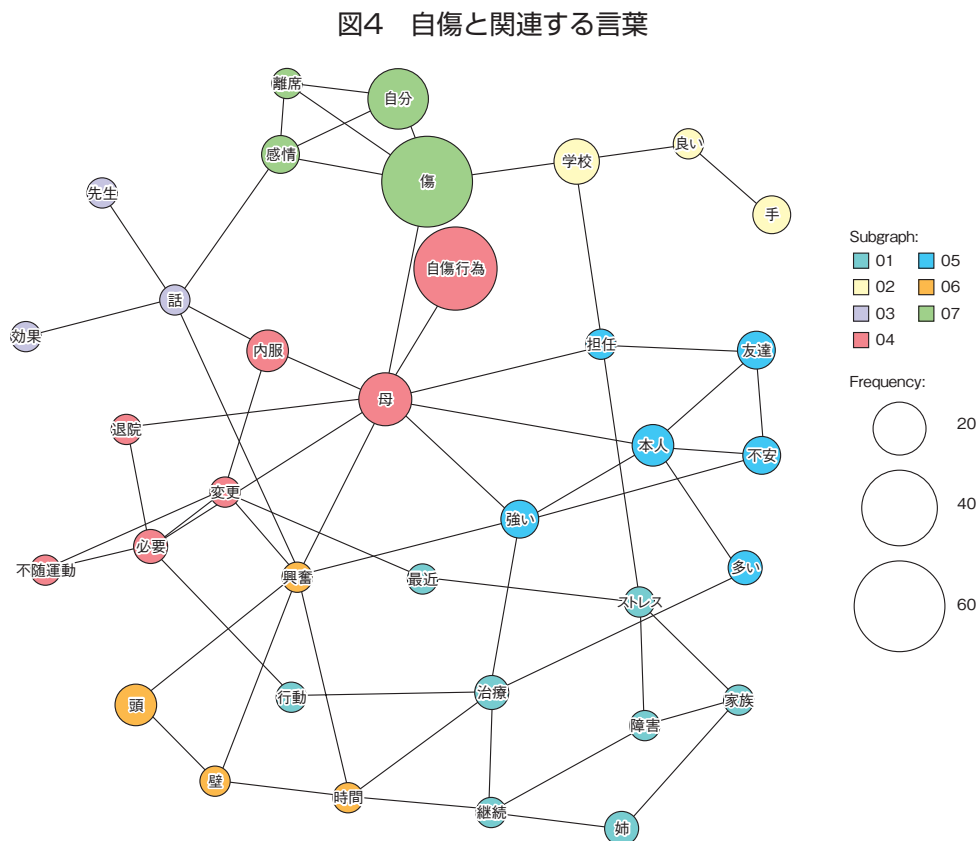 図4　自傷と関連する言葉
離席
自分
感情
傷
学校
良い
手
先生
自傷行為
話
効果
内服
担任
友達
母
退院
本人
不安
変更
強い
必要
不随運動
興奮
最近
多い
ストレス
行動
治療
家族
頭
障害
壁
時間
継続
姉
Subgraph:
01 05
02 06
03 07
04
Frequency:
20
40
60